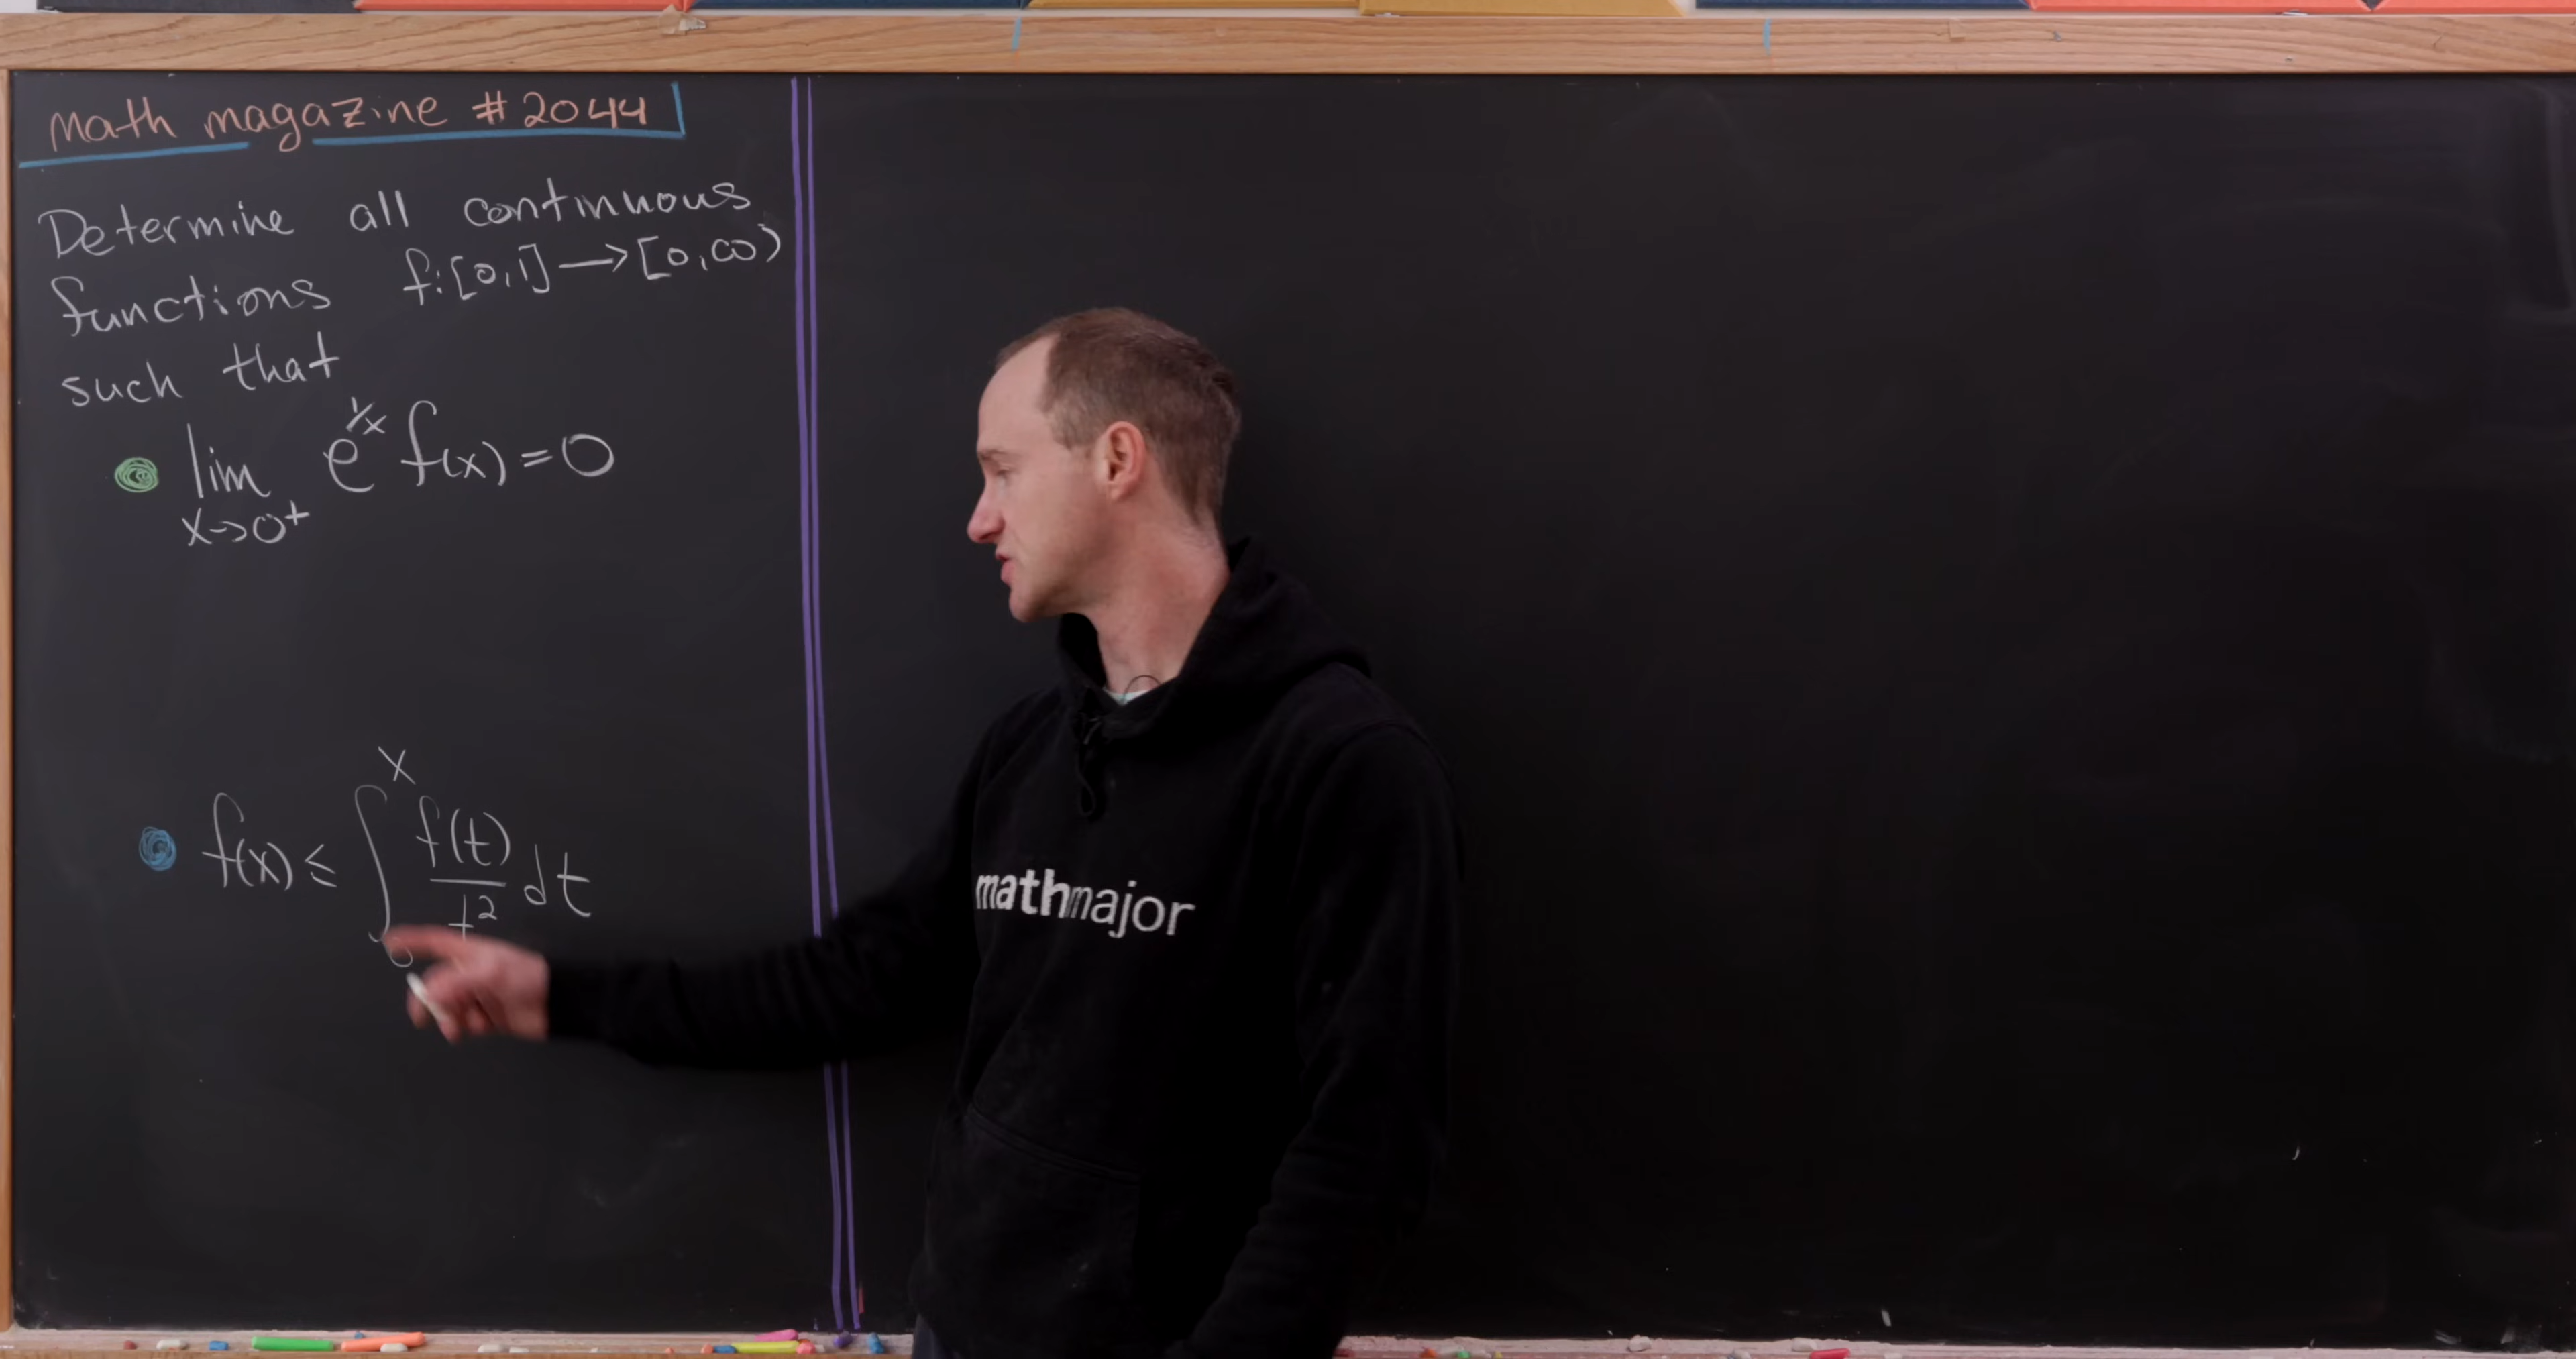 math magazine #2044
Determine all continuous
functions f:[0,1]→[0,∞)
such that
lim e^{1/x} f(x)=0
x→0+
f(x) ≤ ∫_0^x f(t)/t² dt
mathmajor